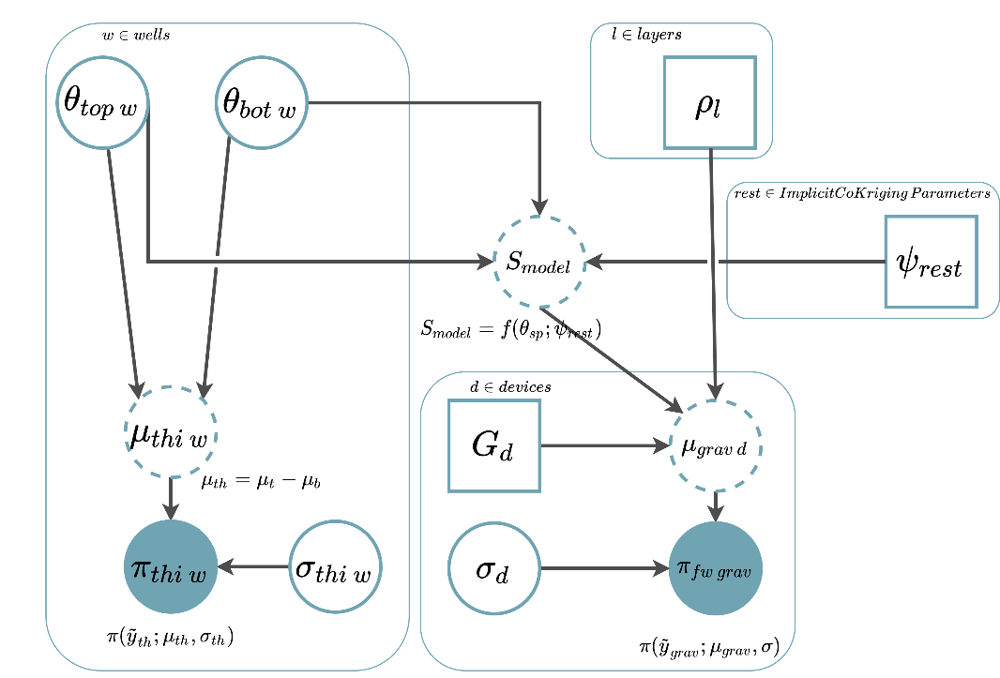 w ∈ wells
l ∈ layers
θ_{top w}
θ_{bot w}
ρ_l
rest ∈ ImplicitCoKriging Parameters
S_{model}
ψ_{rest}
S_{model} = f(θ_{sp}; ψ_{rest})
d ∈ devices
μ_{thi w}
G_d
μ_{grav d}
μ_{th} = μ_t − μ_b
π_{thi w}
σ_{thi w}
σ_d
π_{fw grav}
π(ỹ_{th}; μ_{th}, σ_{th})
π(ỹ_{grav}; μ_{grav}, σ)